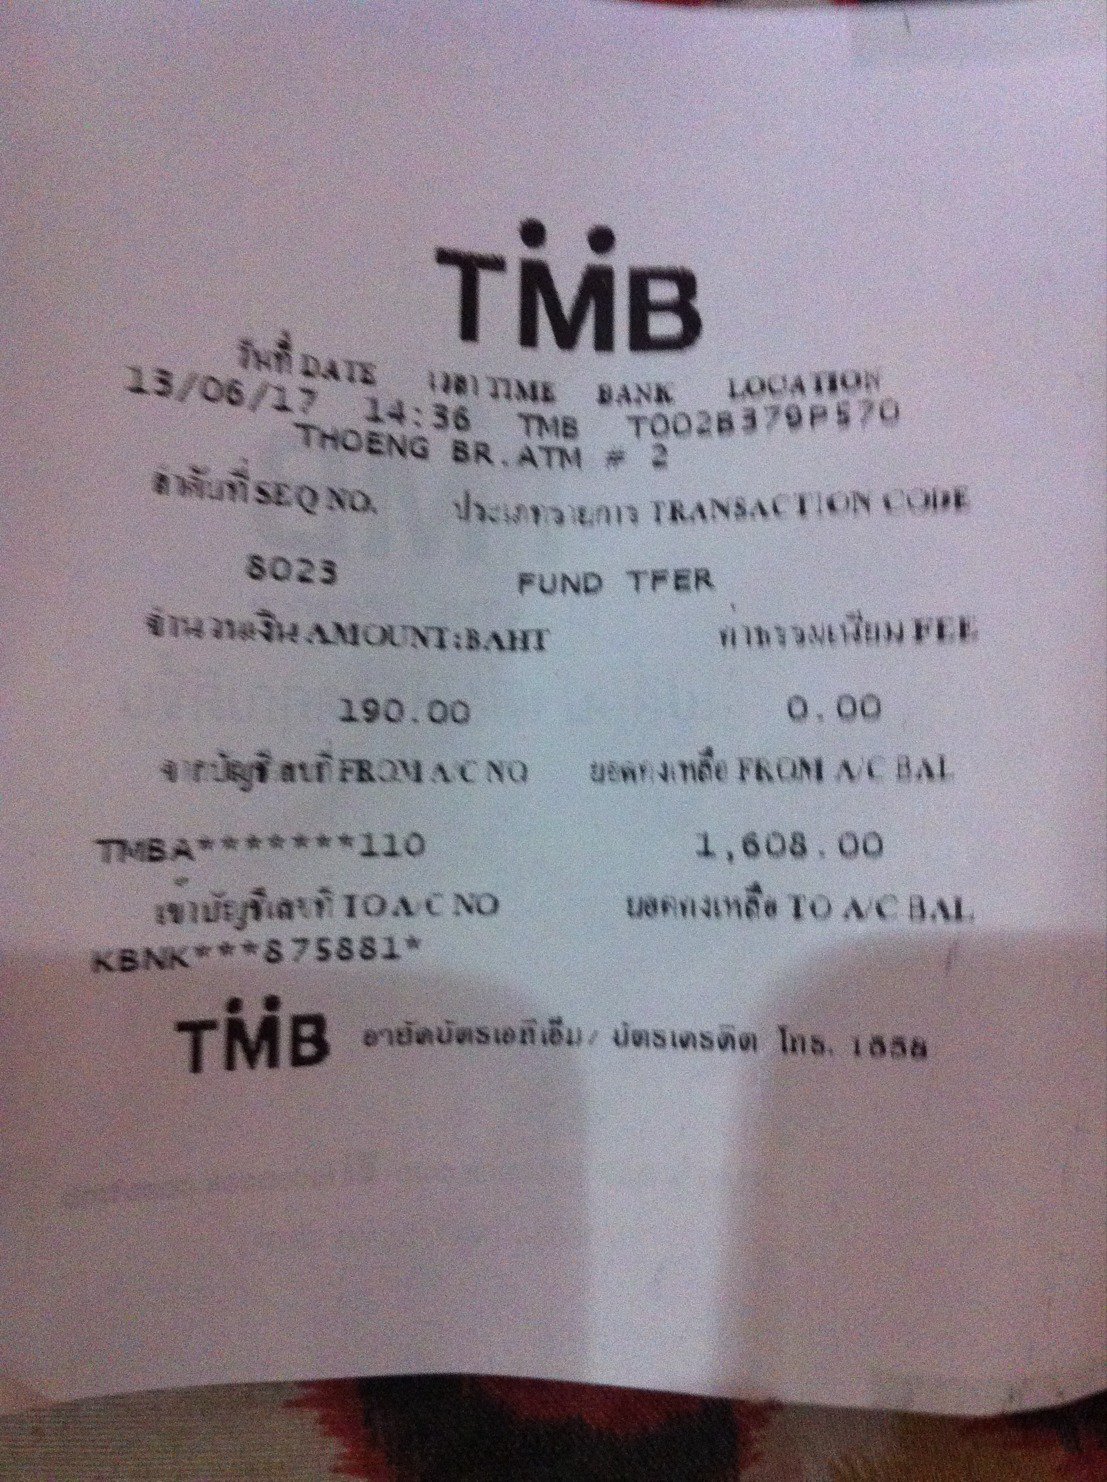 TMB
วันที่ DATE เวลา TIME BANK LOCATION
13/06/17 14:36 TMB T002B379P570
THOENG BR.ATM # 2
ลำดับที่ SEQ NO. ประเภทรายการ TRANSACTION CODE
8023 FUND TFER
จำนวนเงิน AMOUNT:BAHT ค่าธรรมเนียม FEE
190.00 0.00
จากบัญชีเลขที่ FROM A/C NO ยอดคงเหลือ FROM A/C BAL
TMBA*******110 1,608.00
เข้าบัญชีเลขที่ TO A/C NO ยอดคงเหลือ TO A/C BAL
KBNK***875881*
TMB อายัดบัตรเอทีเอ็ม/ บัตรเครดิต โทร. 1558